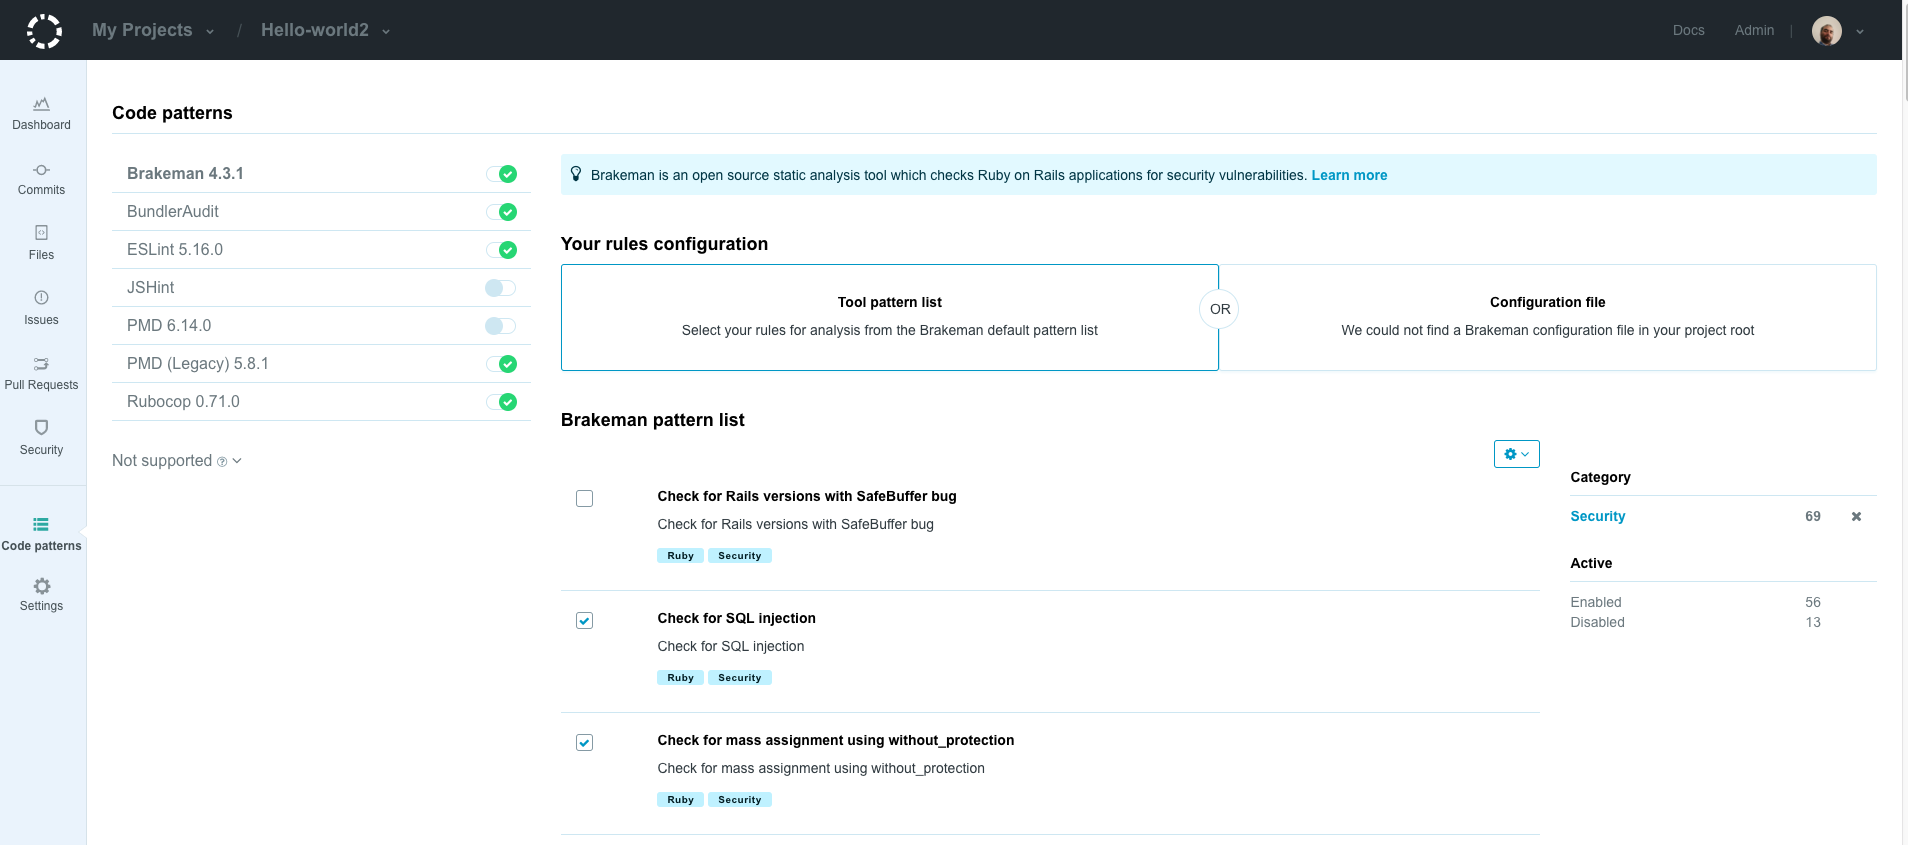 My Projects / Hello-world2
Docs Admin |
Dashboard
Commits
Files
Issues
Pull Requests
Security
Code patterns
Settings
Code patterns
Brakeman 4.3.1
BundlerAudit
ESLint 5.16.0
JSHint
PMD 6.14.0
PMD (Legacy) 5.8.1
Rubocop 0.71.0
Not supported ?
Brakeman is an open source static analysis tool which checks Ruby on Rails applications for security vulnerabilities. Learn more
Your rules configuration
Tool pattern list
Select your rules for analysis from the Brakeman default pattern list
OR
Configuration file
We could not find a Brakeman configuration file in your project root
Brakeman pattern list
Check for Rails versions with SafeBuffer bug
Check for Rails versions with SafeBuffer bug
Ruby Security
Check for SQL injection
Check for SQL injection
Ruby Security
Check for mass assignment using without_protection
Check for mass assignment using without_protection
Ruby Security
Category
Security 69
Active
Enabled 56
Disabled 13